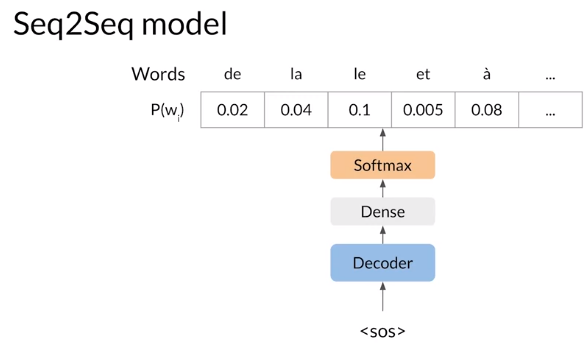 Seq2Seq model
Words de la le et à ...
P(wᵢ) 0.02 0.04 0.1 0.005 0.08 ...
Softmax
Dense
Decoder
<sos>